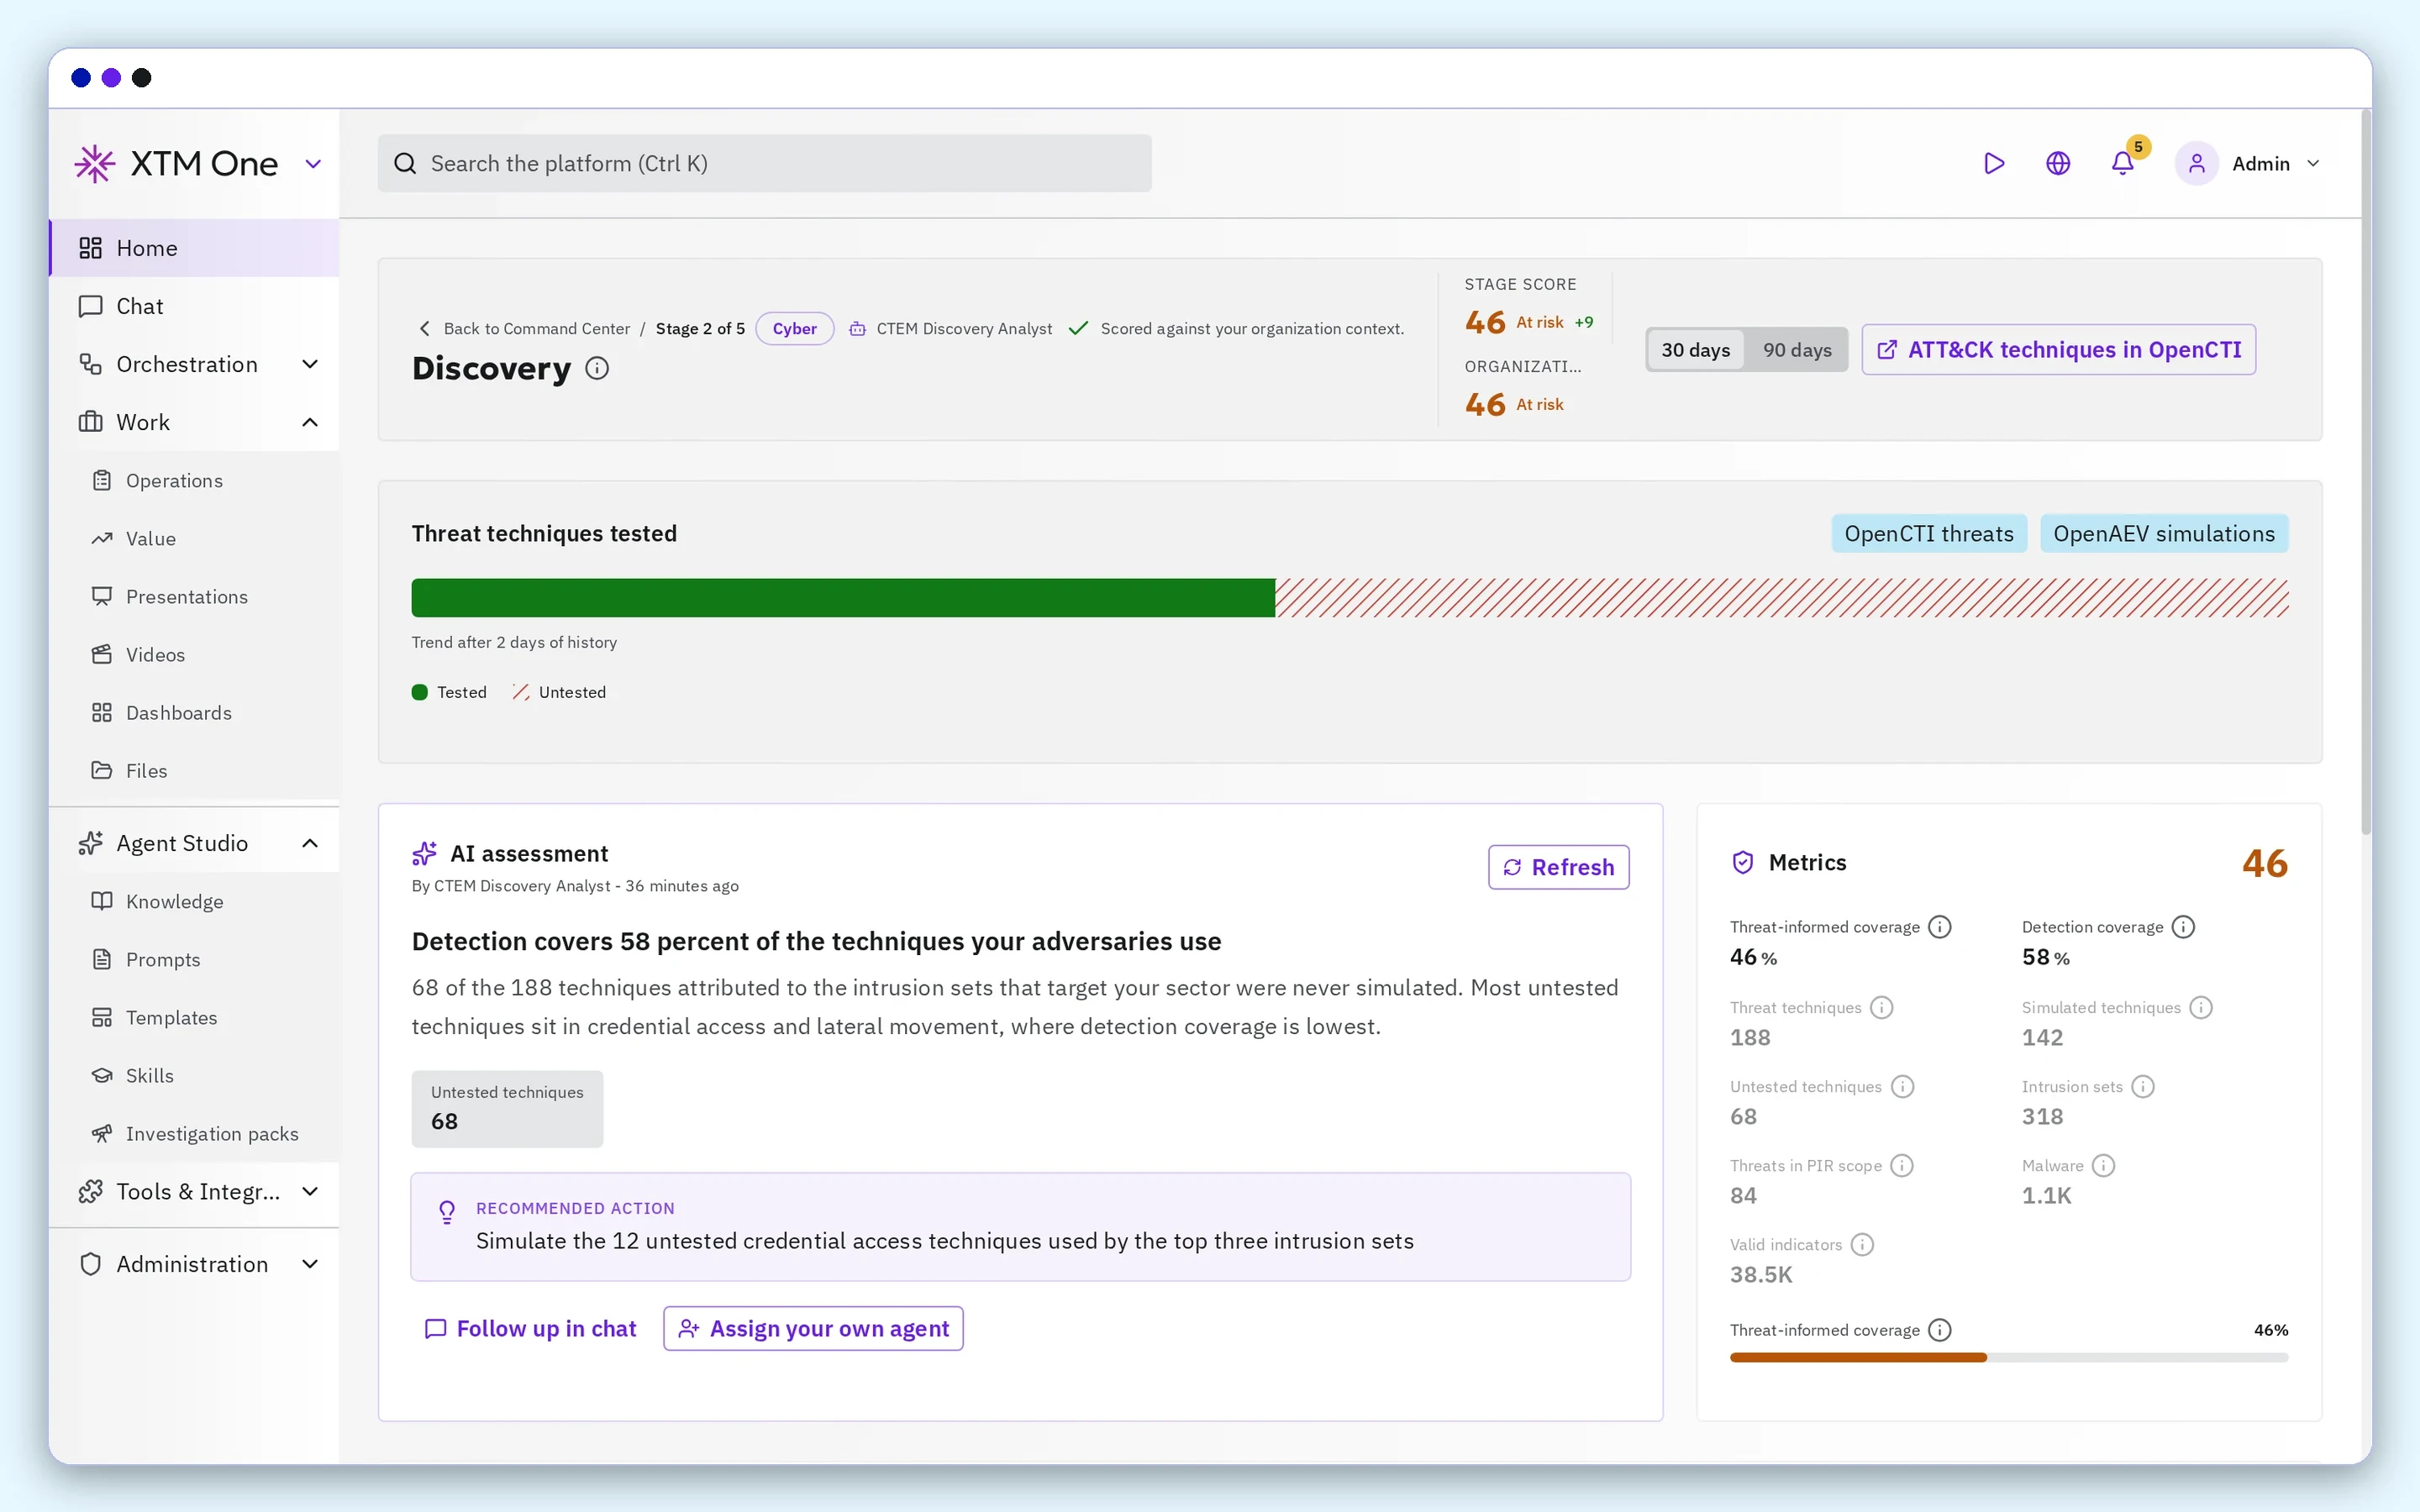 XTM One
Search the platform (Ctrl K)
5
Admin
Home
Chat
Orchestration
Work
Operations
Value
Presentations
Videos
Dashboards
Files
Agent Studio
Knowledge
Prompts
Templates
Skills
Investigation packs
Tools & Integr...
Administration
Back to Command Center / Stage 2 of 5 Cyber CTEM Discovery Analyst Scored against your organization context.
Discovery
STAGE SCORE
46 At risk +9
ORGANIZATI...
46 At risk
30 days 90 days
ATT&CK techniques in OpenCTI
Threat techniques tested
OpenCTI threats OpenAEV simulations
Trend after 2 days of history
Tested Untested
AI assessment
By CTEM Discovery Analyst - 36 minutes ago
Refresh
Detection covers 58 percent of the techniques your adversaries use
68 of the 188 techniques attributed to the intrusion sets that target your sector were never simulated. Most untested
techniques sit in credential access and lateral movement, where detection coverage is lowest.
Untested techniques
68
RECOMMENDED ACTION
Simulate the 12 untested credential access techniques used by the top three intrusion sets
Follow up in chat Assign your own agent
Metrics 46
Threat-informed coverage Detection coverage
46 % 58 %
Threat techniques Simulated techniques
188 142
Untested techniques Intrusion sets
68 318
Threats in PIR scope Malware
84 1.1K
Valid indicators
38.5K
Threat-informed coverage 46%